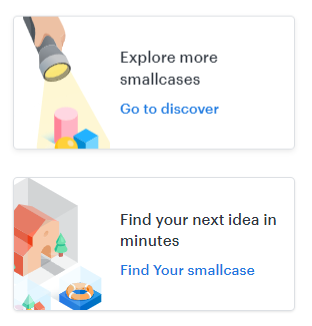 Explore more
smallcases
Go to discover
Find your next idea in
minutes
Find Your smallcase